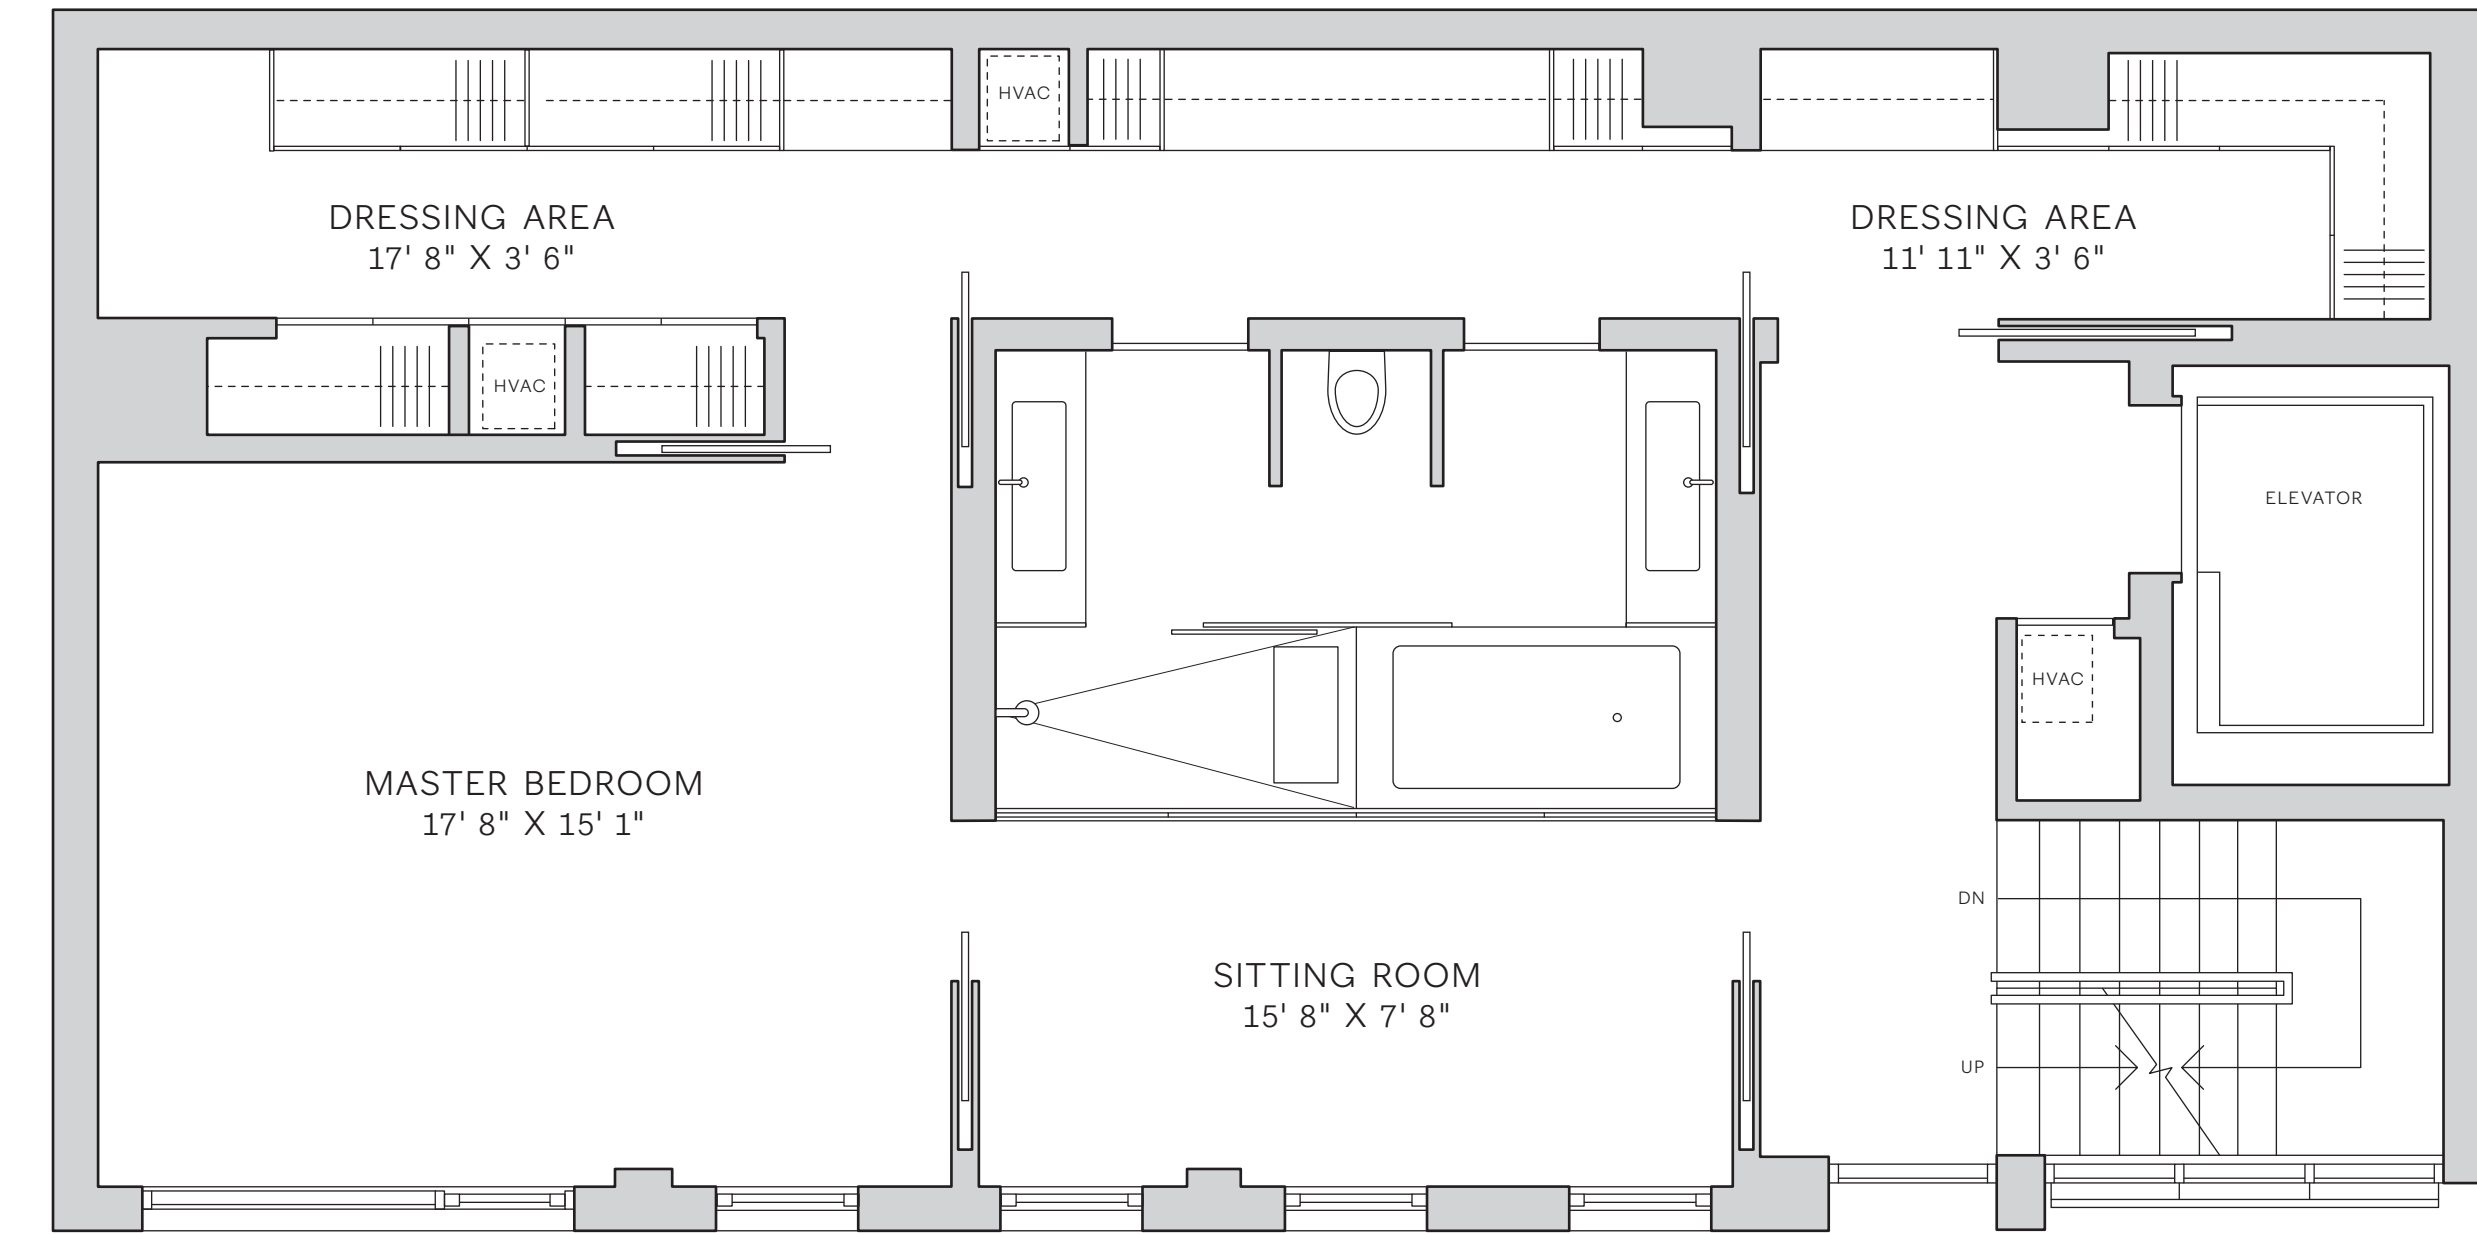 HVAC
DRESSING AREA
17' 8" X 3' 6"
DRESSING AREA
11' 11" X 3' 6"
HVAC
ELEVATOR
HVAC
MASTER BEDROOM
17' 8" X 15' 1"
DN
SITTING ROOM
15' 8" X 7' 8"
UP